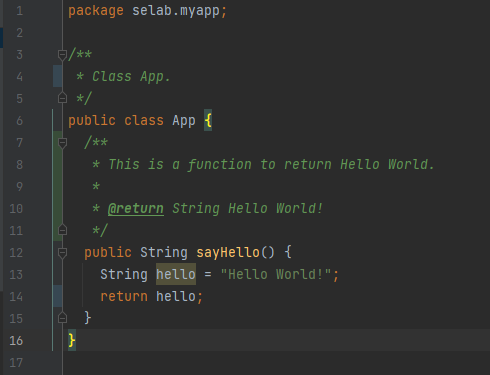 1 package selab.myapp;
2
3 /**
4  * Class App.
5  */
6 public class App {
7   /**
8    * This is a function to return Hello World.
9    *
10    * @return String Hello World!
11    */
12   public String sayHello() {
13     String hello = "Hello World!";
14     return hello;
15   }
16 }
17